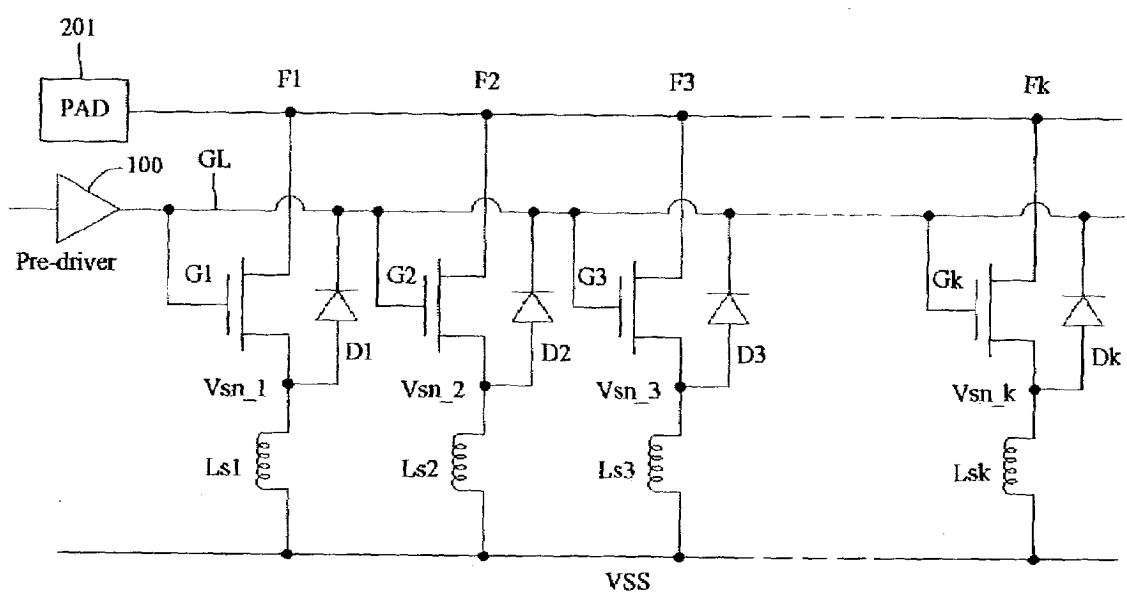 201
F1 F2 F3 Fk
PAD
100
GL
Pre-driver
G1 G2 G3 Gk
D1 D2 D3 Dk
Vsn_1 Vsn_2 Vsn_3 Vsn_k
Ls1 Ls2 Ls3 Lsk
VSS